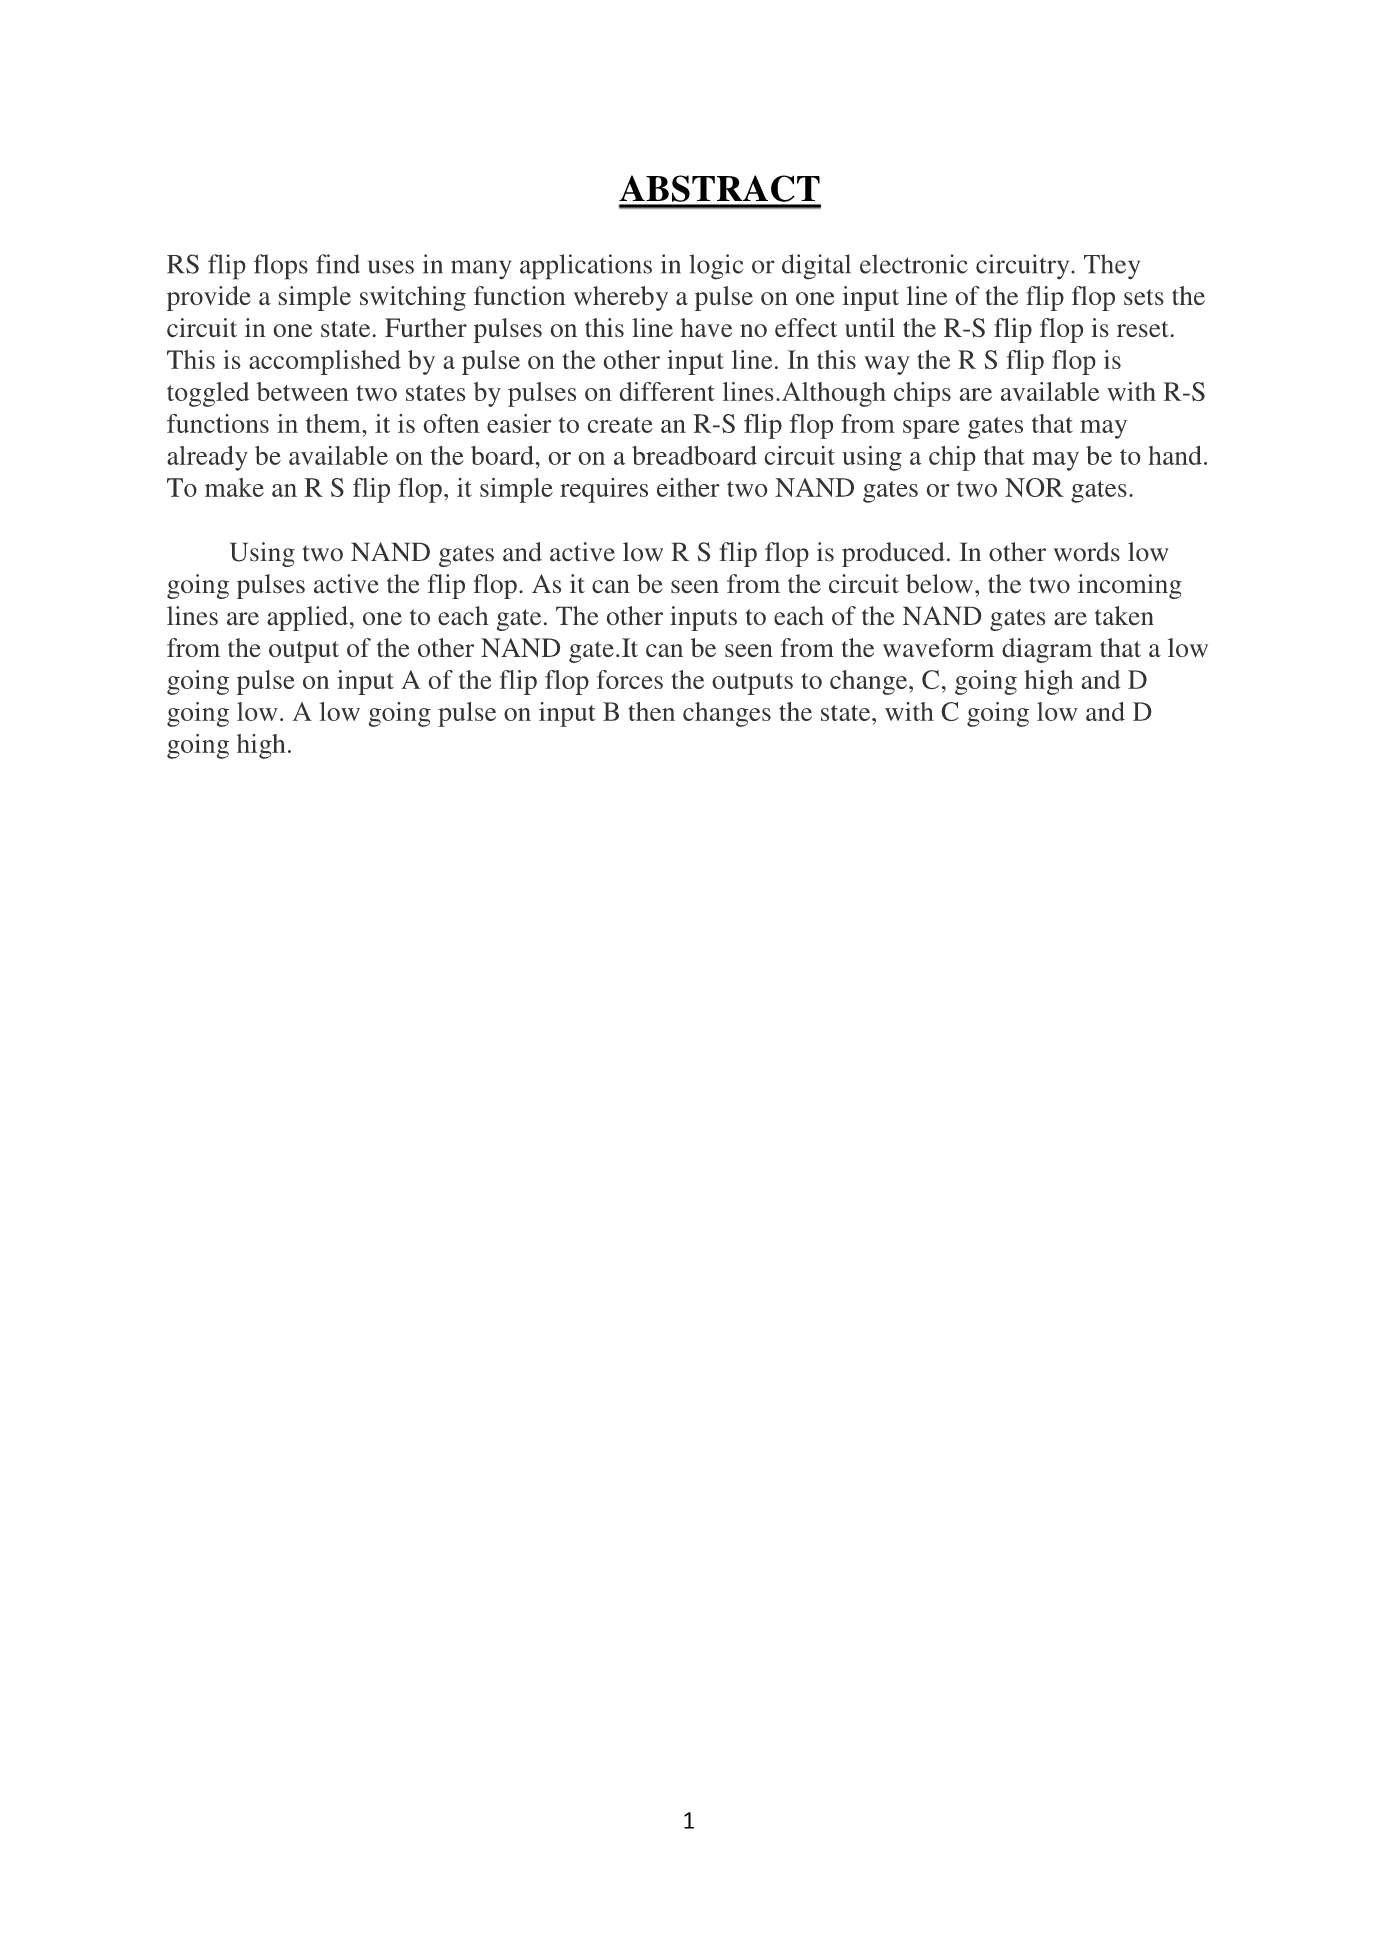 ABSTRACT
RS flip flops find uses in many applications in logic or digital electronic circuitry. They
provide a simple switching function whereby a pulse on one input line of the flip flop sets the
circuit in one state. Further pulses on this line have no effect until the R-S flip flop is reset.
This is accomplished by a pulse on the other input line. In this way the R S flip flop is
toggled between two states by pulses on different lines.Although chips are available with R-S
functions in them, it is often easier to create an R-S flip flop from spare gates that may
already be available on the board, or on a breadboard circuit using a chip that may be to hand.
To make an R S flip flop, it simple requires either two NAND gates or two NOR gates.
Using two NAND gates and active low R S flip flop is produced. In other words low
going pulses active the flip flop. As it can be seen from the circuit below, the two incoming
lines are applied, one to each gate. The other inputs to each of the NAND gates are taken
from the output of the other NAND gate.It can be seen from the waveform diagram that a low
going pulse on input A of the flip flop forces the outputs to change, C, going high and D
going low. A low going pulse on input B then changes the state, with C going low and D
going high.
1